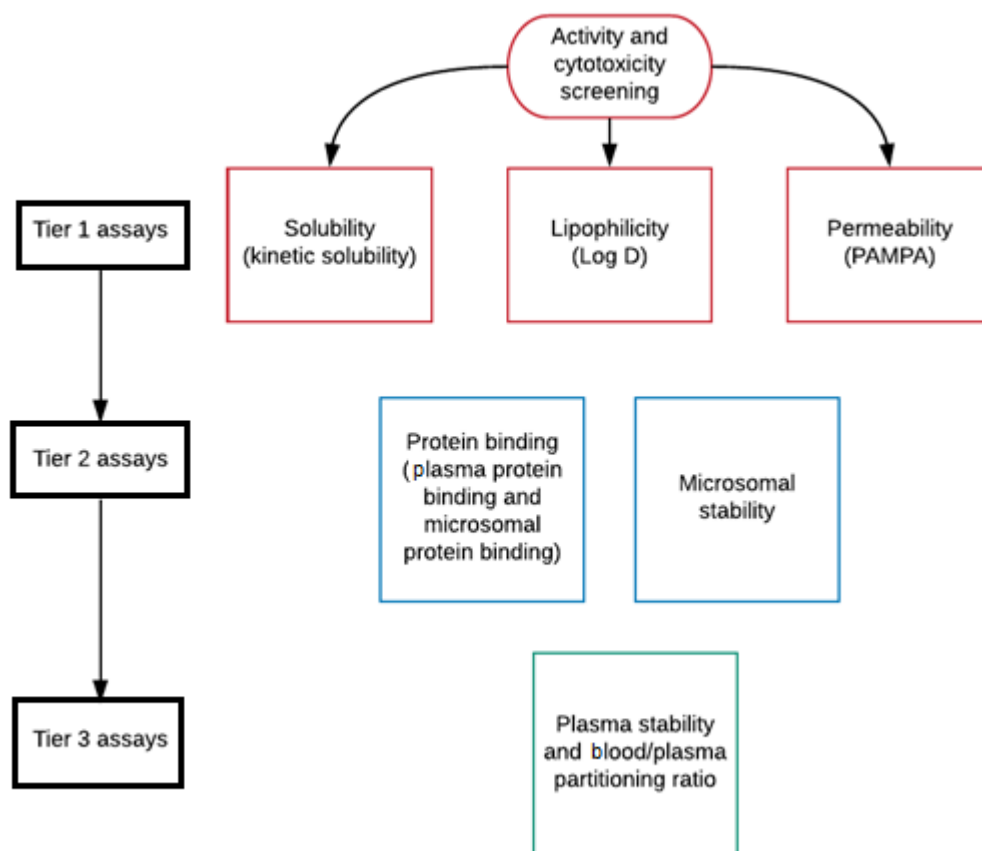 Activity and
cytotoxicity
screening
Tier 1 assays
Solubility
(kinetic solubility)
Lipophilicity
(Log D)
Permeability
(PAMPA)
Tier 2 assays
Protein binding
(plasma protein
binding and
microsomal
protein binding)
Microsomal
stability
Tier 3 assays
Plasma stability
and blood/plasma
partitioning ratio